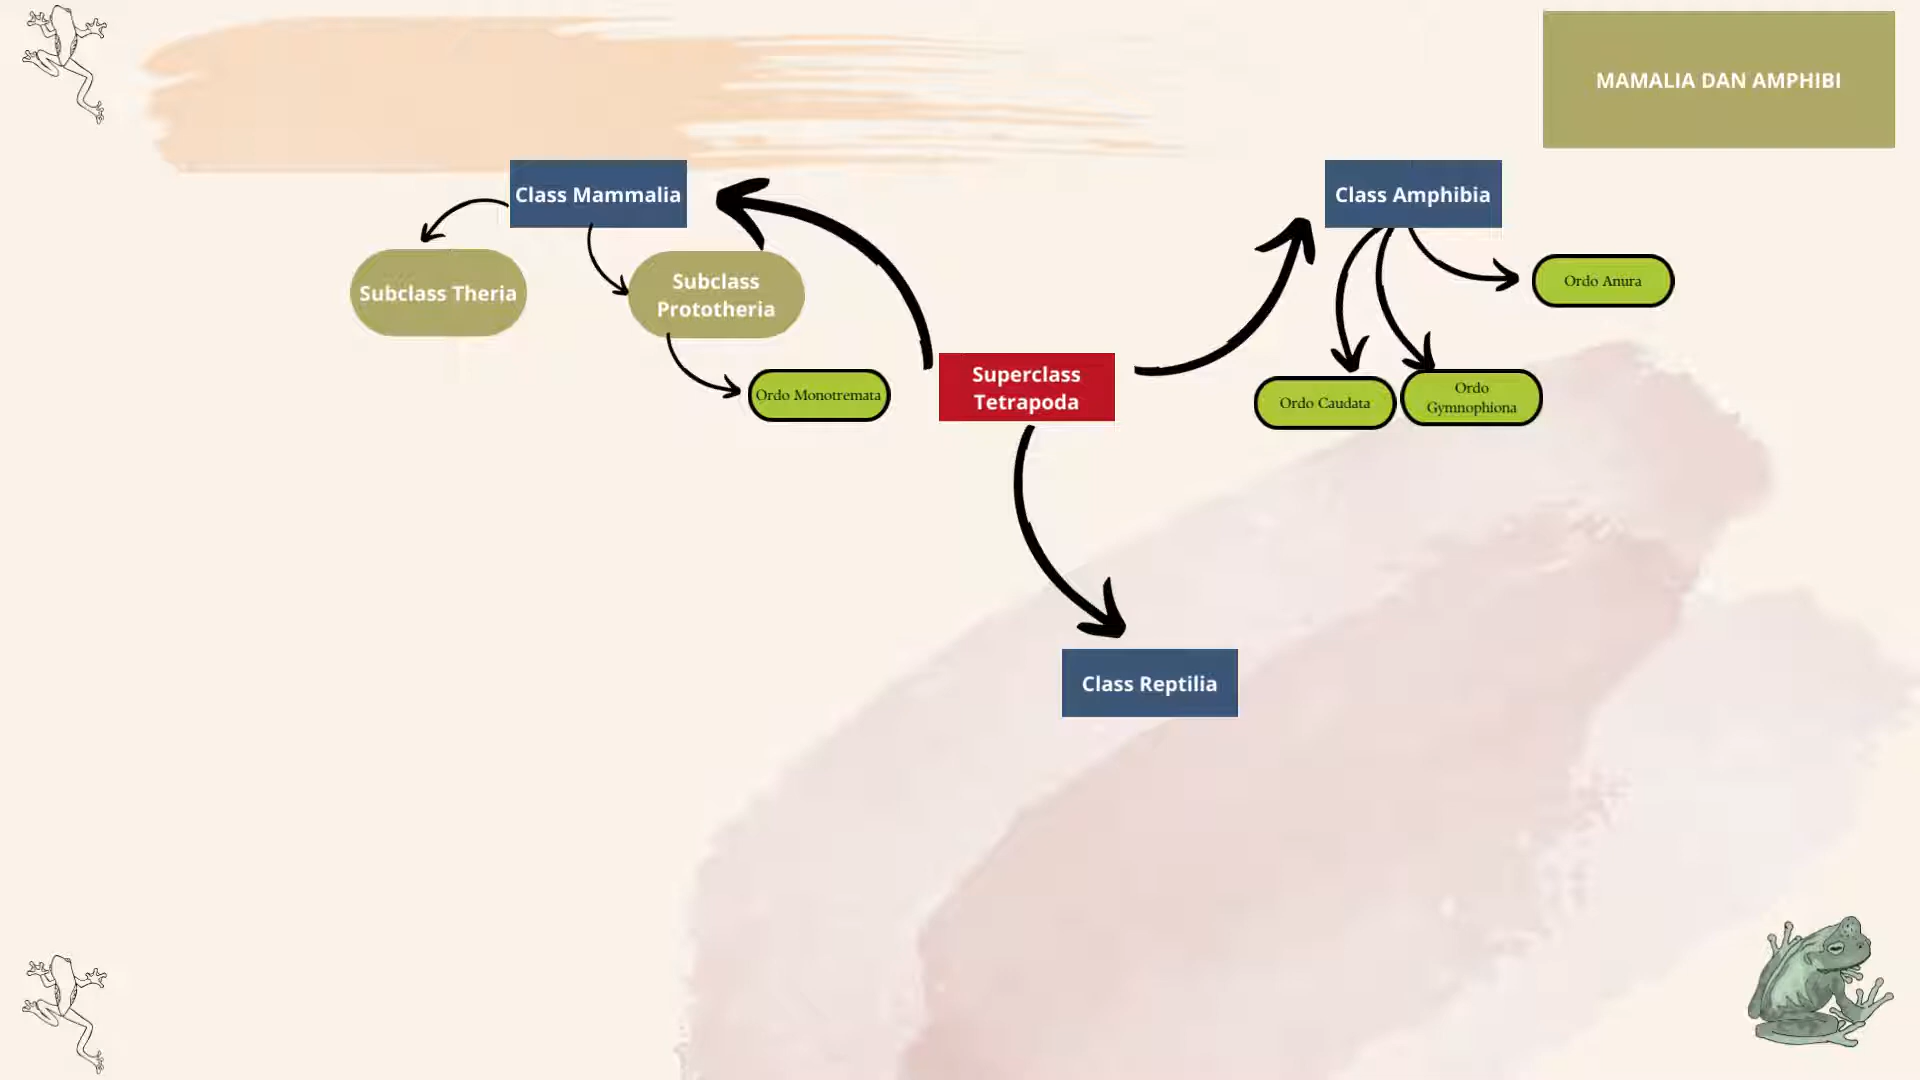 MAMALIA DAN AMPHIBI
Class Mammalia
Class Amphibia
Subclass Theria
Subclass
Prototheria
Ordo Anura
Ordo Monotremata
Superclass
Tetrapoda
Ordo Caudata
Ordo
Gymnophiona
Class Reptilia